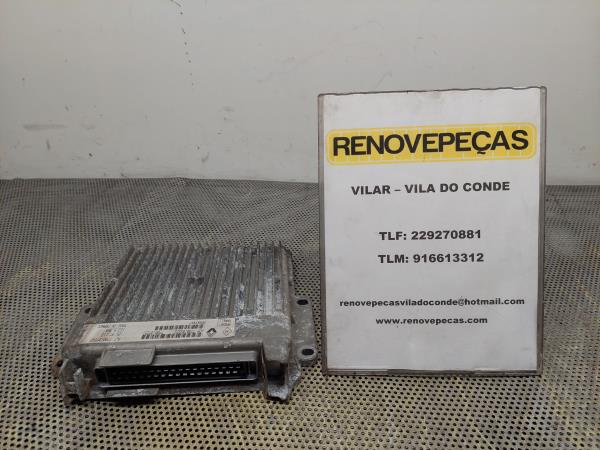 RENOVEPEÇAS
VILAR – VILA DO CONDE
TLF: 229270881
TLM: 916613312
renovepecasviladoconde@hotmail.com
www.renovepecas.com